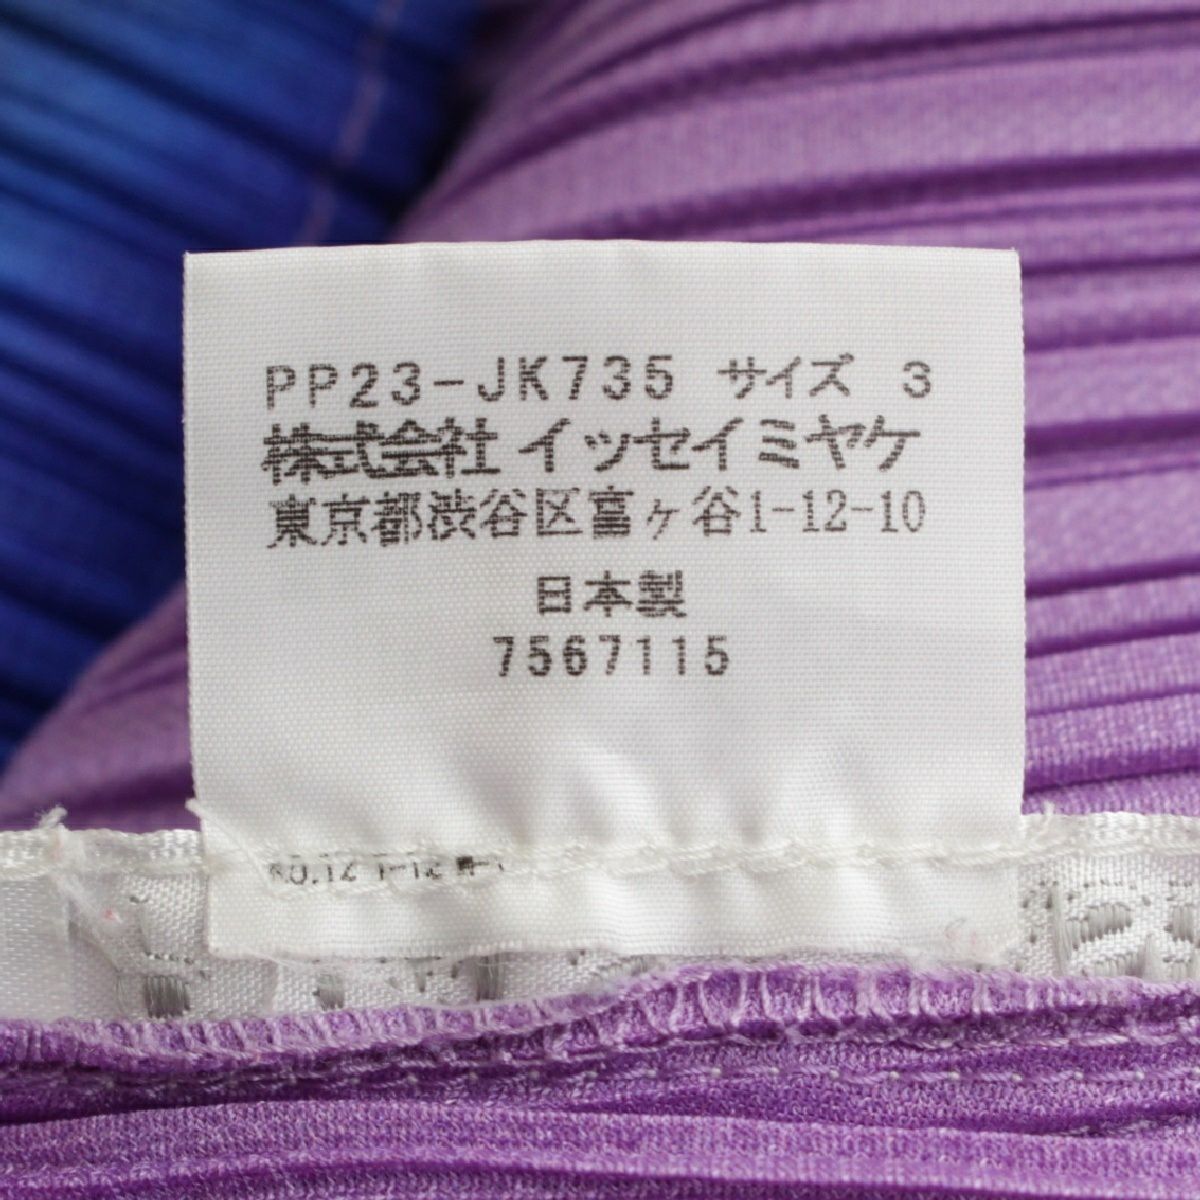 PP23-JK735 サイズ 3
株式会社 イッセイミヤケ
東京都渋谷区富ヶ谷1-12-10
日本製
7567115